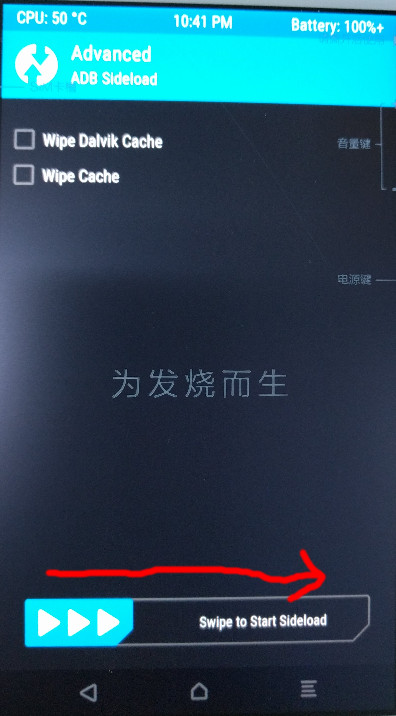 CPU: 50 °C 10:41 PM Battery: 100%+
Advanced
ADB Sideload
Wipe Dalvik Cache
音量键
Wipe Cache
电源键
为发烧而生
Swipe to Start Sideload